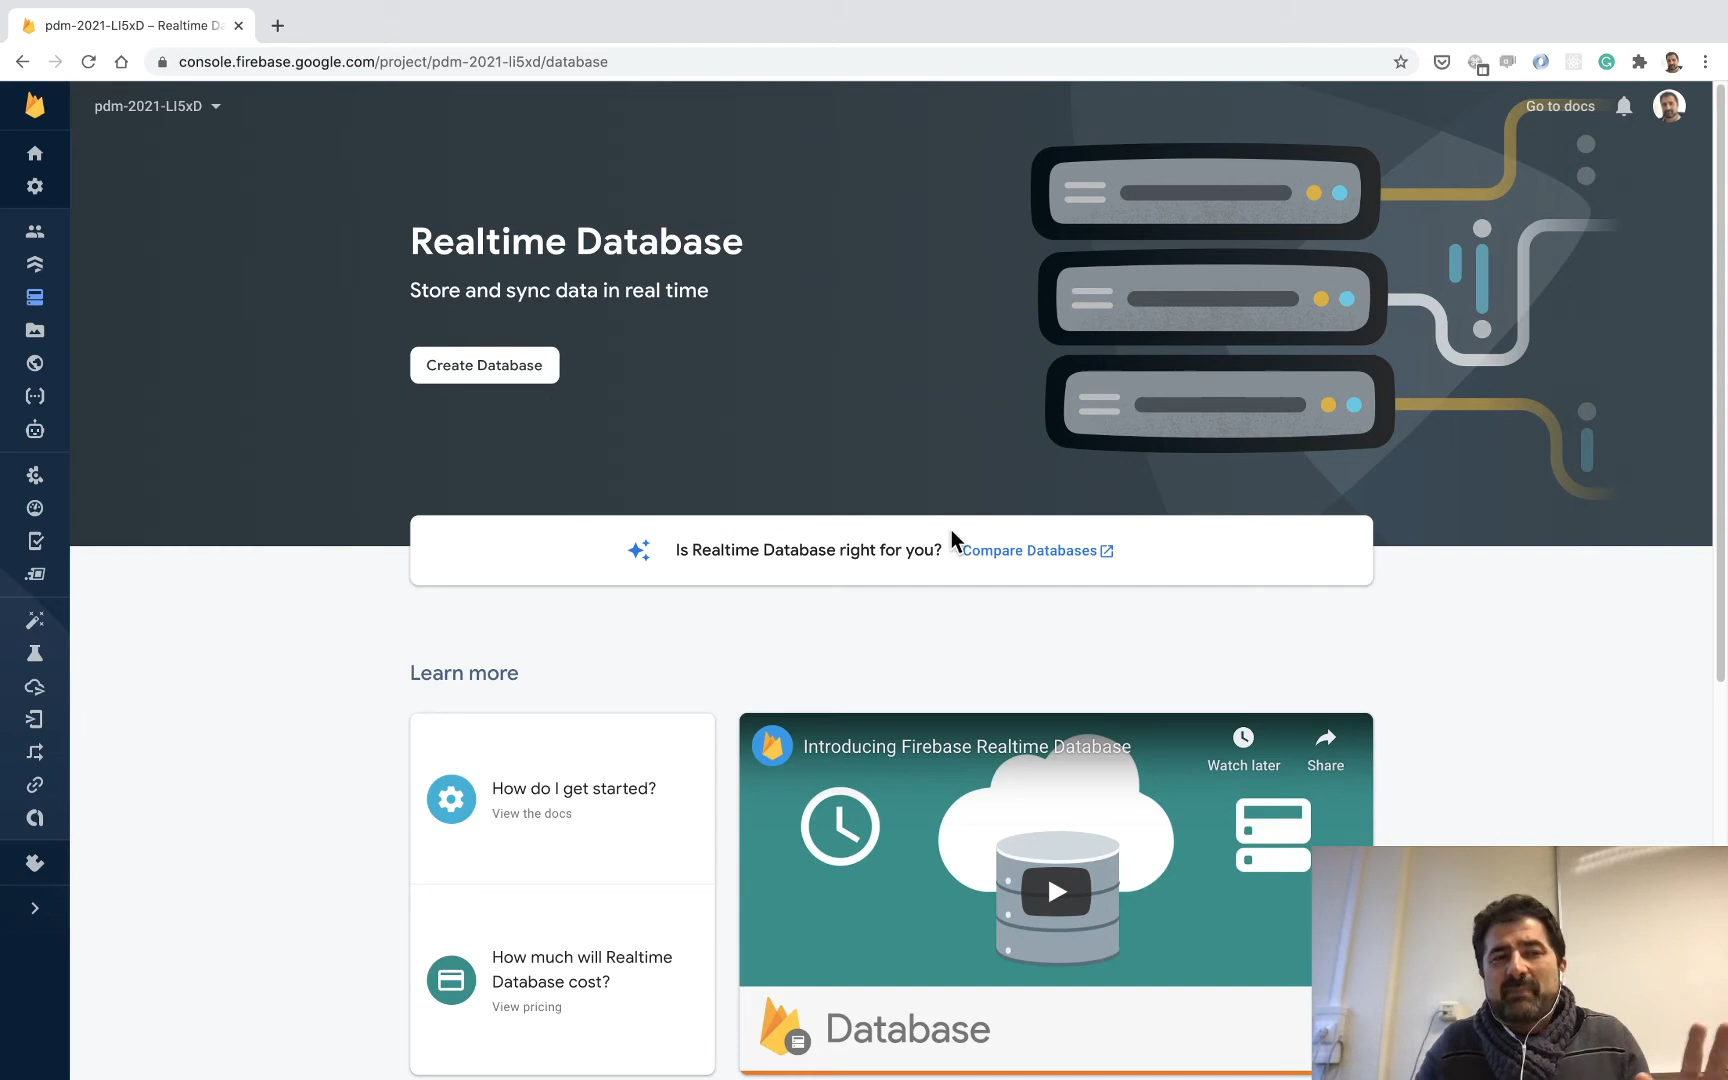 pdm-2021-LI5xD – Realtime Da
console.firebase.google.com/project/pdm-2021-li5xd/database
pdm-2021-LI5xD
Go to docs
Realtime Database
Store and sync data in real time
Create Database
Is Realtime Database right for you? Compare Databases
Learn more
How do I get started?
View the docs
How much will Realtime
Database cost?
View pricing
Introducing Firebase Realtime Database
Watch later
Share
Database